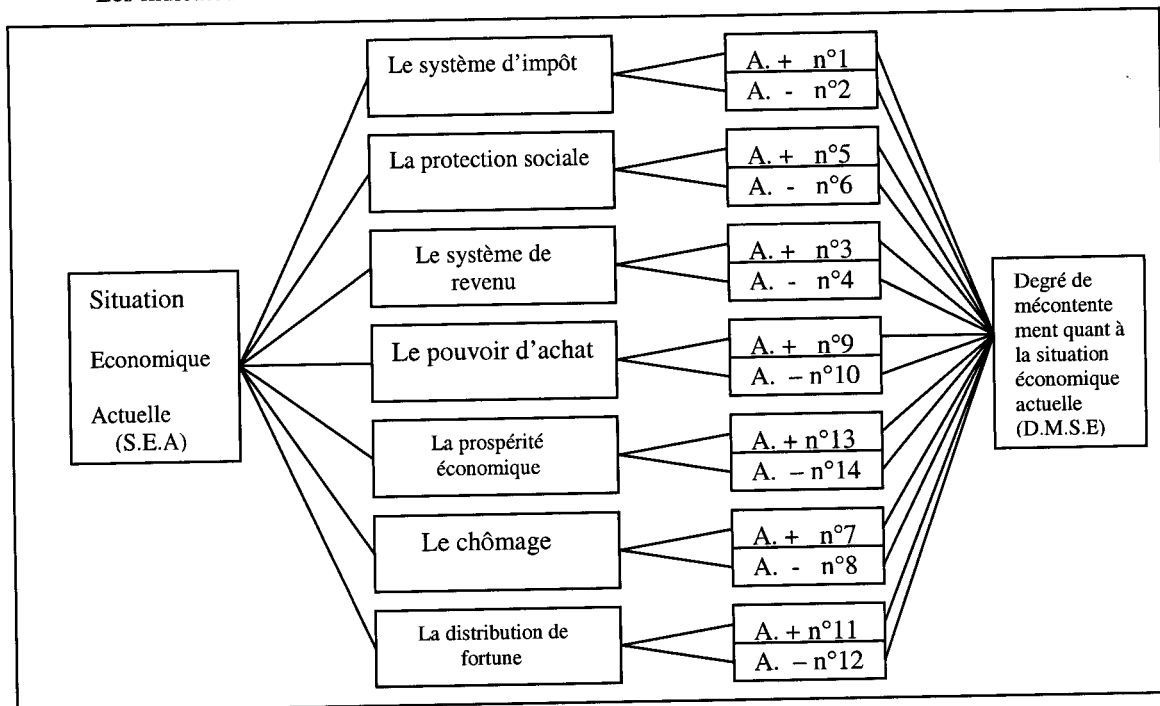 Le système d'impôt
A. + n°1
A. - n°2
La protection sociale
A. + n°5
A. - n°6
Le système de
revenu
A. + n°3
A. - n°4
Situation
Economique
Actuelle
(S.E.A)
Le pouvoir d'achat
A. + n°9
A. – n°10
La prospérité
économique
A. + n°13
A. – n°14
Le chômage
A. + n°7
A. - n°8
La distribution de
fortune
A. + n°11
A. – n°12
Degré de
mécontente
ment quant à
la situation
économique
actuelle
(D.M.S.E)